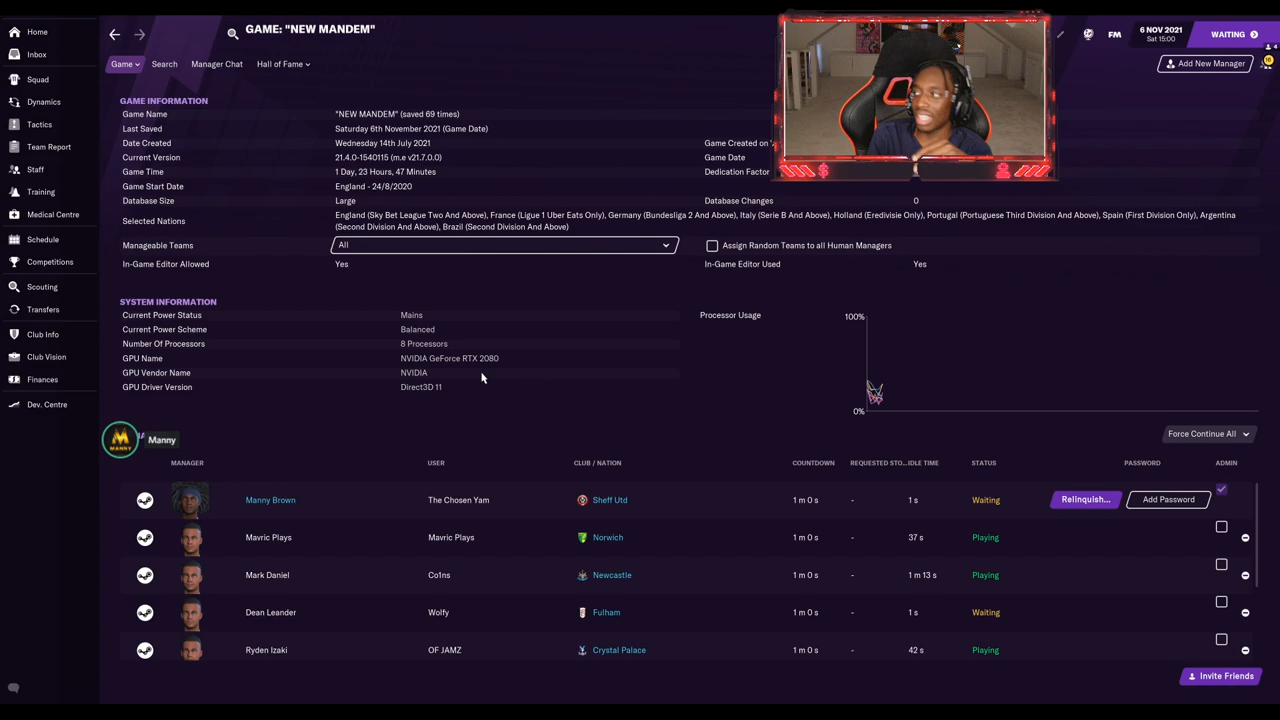 Home
Inbox
Squad
Dynamics
Tactics
Team Report
Staff
Training
Medical Centre
Schedule
Competitions
Scouting
Transfers
Club Info
Club Vision
Finances
Dev. Centre
GAME: "NEW MANDEM"
FM
6 NOV 2021
Sat 15:00
WAITING
4
Game
Search
Manager Chat
Hall of Fame
Add New Manager
16
GAME INFORMATION
Game Name "NEW MANDEM" (saved 69 times)
Last Saved Saturday 6th November 2021 (Game Date)
Date Created Wednesday 14th July 2021 Game Created on
Current Version 21.4.0-1540115 (m.e v21.7.0.0) Game Date
Game Time 1 Day, 23 Hours, 47 Minutes Dedication Factor
Game Start Date England - 24/8/2020
Database Size Large Database Changes 0
Selected Nations England (Sky Bet League Two And Above), France (Ligue 1 Uber Eats Only), Germany (Bundesliga 2 And Above), Italy (Serie B And Above), Holland (Eredivisie Only), Portugal (Portuguese Third Division And Above), Spain (First Division Only), Argentina
(Second Division And Above), Brazil (Second Division And Above)
Manageable Teams All Assign Random Teams to all Human Managers
In-Game Editor Allowed Yes In-Game Editor Used Yes
SYSTEM INFORMATION
Current Power Status Mains Processor Usage 100%
Current Power Scheme Balanced
Number Of Processors 8 Processors
GPU Name NVIDIA GeForce RTX 2080
GPU Vendor Name NVIDIA
GPU Driver Version Direct3D 11
0%
MANNY
Manny
Force Continue All
MANAGER USER CLUB / NATION COUNTDOWN REQUESTED STO... IDLE TIME STATUS PASSWORD ADMIN
Manny Brown The Chosen Yam Sheff Utd 1 m 0 s - 1 s Waiting Relinquish... Add Password
Mavric Plays Mavric Plays Norwich 1 m 0 s - 37 s Playing
Mark Daniel Co1ns Newcastle 1 m 0 s - 1 m 13 s Playing
Dean Leander Wolfy Fulham 1 m 0 s - 1 s Waiting
Ryden Izaki OF JAMZ Crystal Palace 1 m 0 s - 42 s Playing
Invite Friends